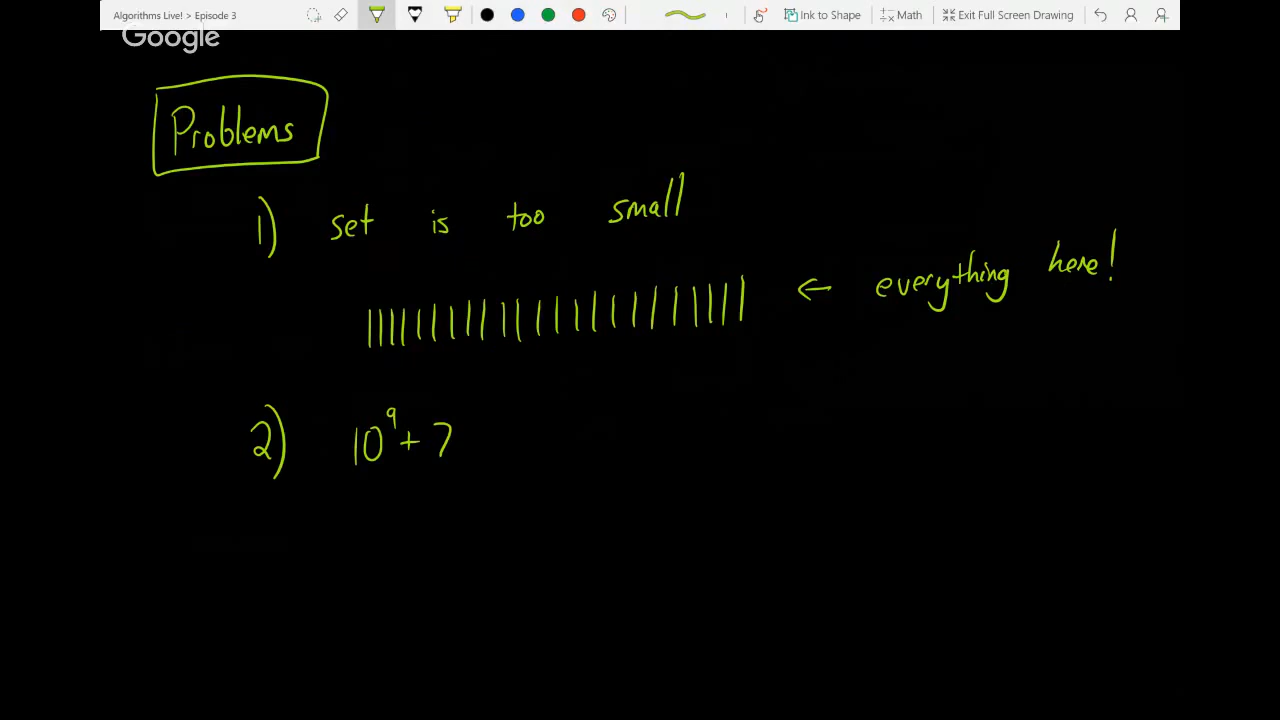 Algorithms Live! > Episode 3
Ink to Shape
Math
Exit Full Screen Drawing
Google
Problems
1) set is too small
← everything here!
2) 10⁹ + 7